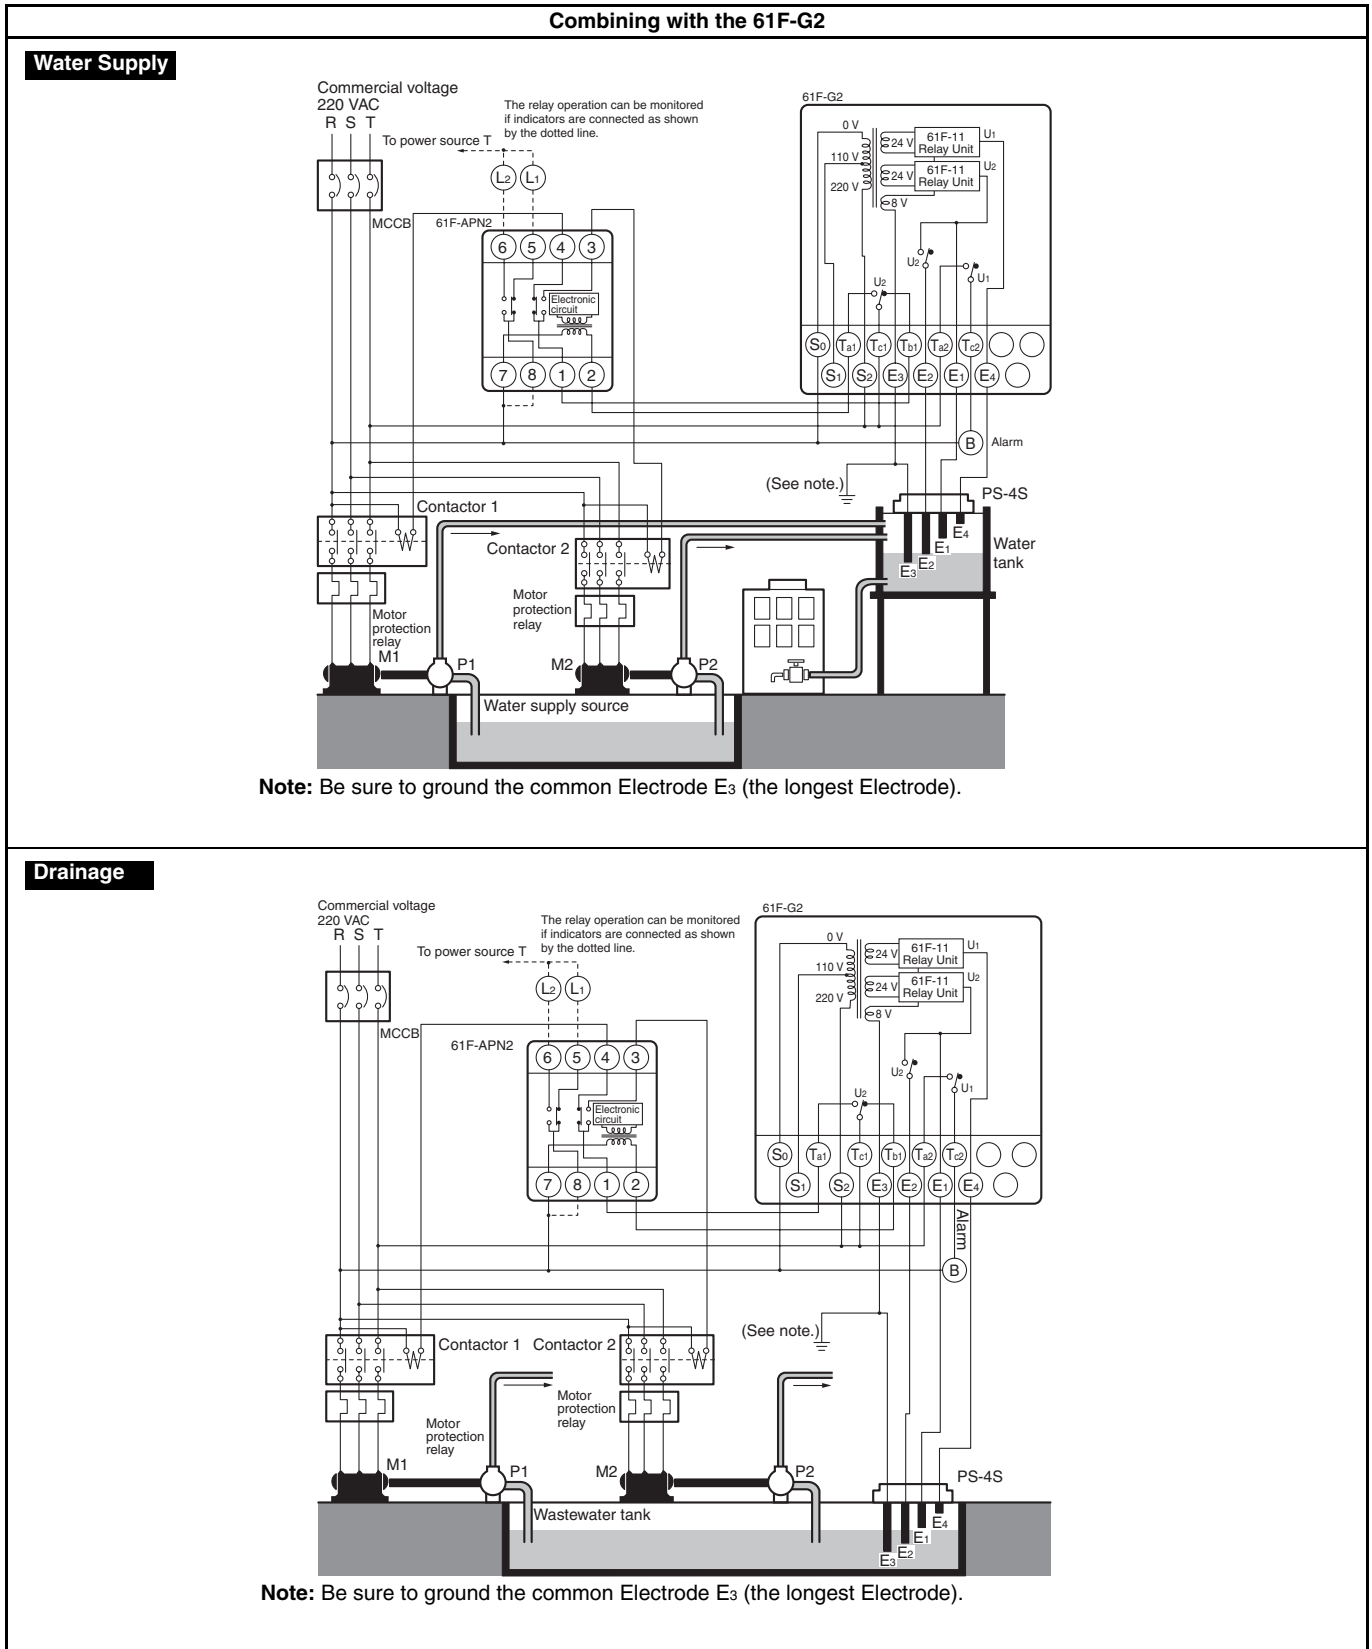 Combining with the 61F-G2
Water Supply
Commercial voltage
220 VAC
R S T
The relay operation can be monitored
if indicators are connected as shown
by the dotted line.
To power source T
L2 L1
MCCB
61F-APN2
6 5 4 3
Electronic
circuit
7 8 1 2
61F-G2
0 V
110 V
220 V
24 V
61F-11
Relay Unit
U1
24 V
61F-11
Relay Unit
U2
8 V
U2
U1
U2
S0 Ta1 Tc1 Tb1 Ta2 Tc2
S1 S2 E3 E2 E1 E4
B Alarm
(See note.)
PS-4S
Contactor 1
Contactor 2
E4
E1
E2
E3
Water
tank
Motor
protection
relay
Motor
protection
relay
M1 P1 M2 P2
Water supply source
Note: Be sure to ground the common Electrode E3 (the longest Electrode).
Drainage
Commercial voltage
220 VAC
R S T
The relay operation can be monitored
if indicators are connected as shown
by the dotted line.
To power source T
L2 L1
MCCB
61F-APN2
6 5 4 3
Electronic
circuit
7 8 1 2
61F-G2
0 V
110 V
220 V
24 V
61F-11
Relay Unit
U1
24 V
61F-11
Relay Unit
U2
8 V
U2
U1
U2
S0 Ta1 Tc1 Tb1 Ta2 Tc2
S1 S2 E3 E2 E1 E4
Alarm
B
(See note.)
Contactor 1 Contactor 2
Motor
protection
relay
Motor
protection
relay
M1 P1 M2 P2
PS-4S
Wastewater tank
E4
E1
E2
E3
Note: Be sure to ground the common Electrode E3 (the longest Electrode).